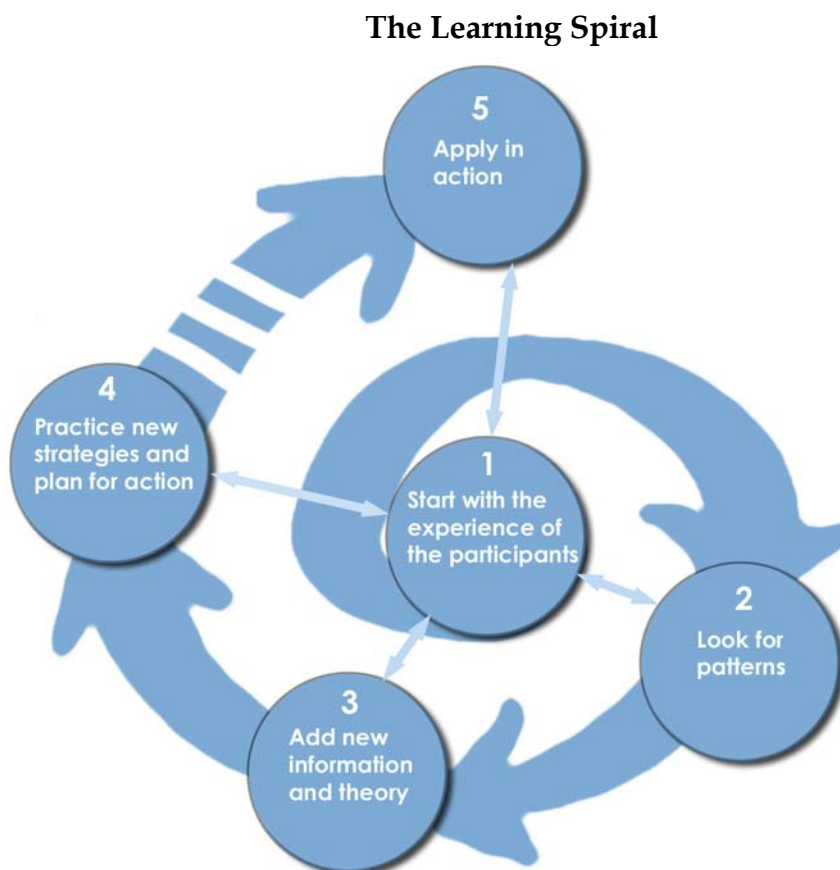 The Learning Spiral
5
Apply in
action
4
Practice new
strategies and
plan for action
1
Start with the
experience of
the participants
2
Look for
patterns
3
Add new
information
and theory